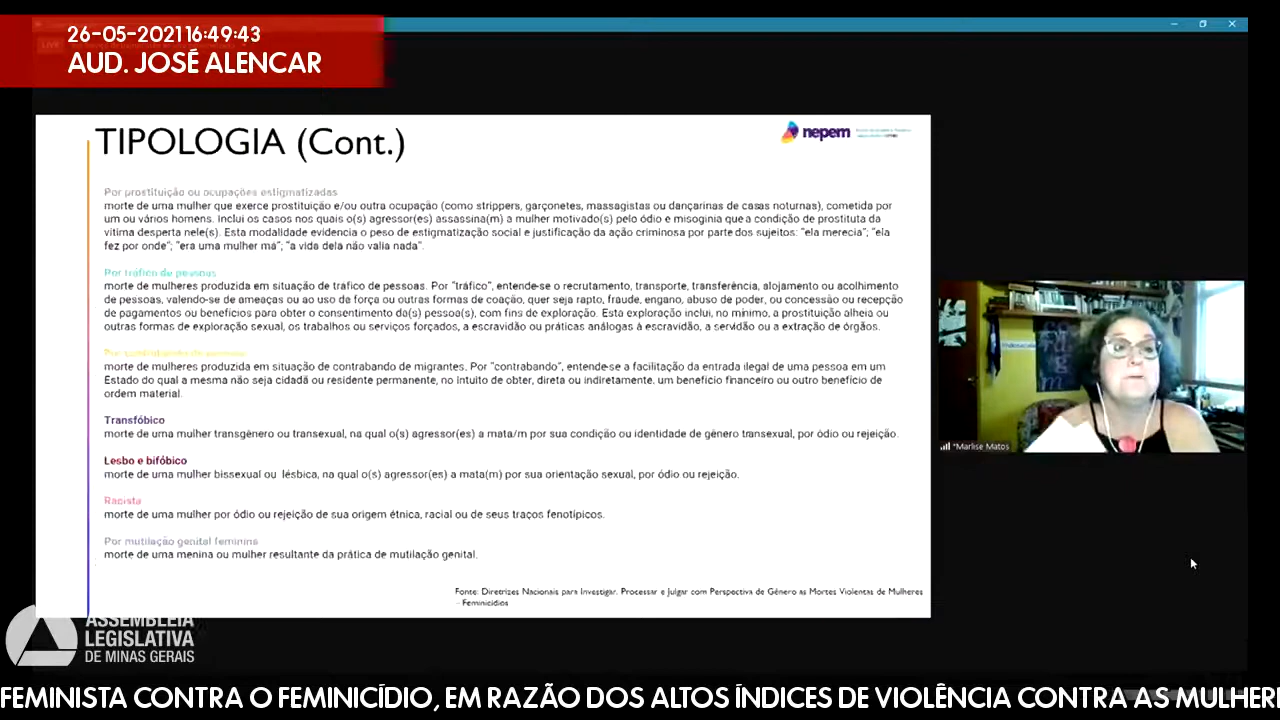 26-05-2021 16:49:43
AUD. JOSÉ ALENCAR
TIPOLOGIA (Cont.)
nepem
Por prostituição ou ocupações estigmatizadas
morte de uma mulher que exerce prostituição e/ou outra ocupação (como strippers, garçonetes, massagistas ou dançarinas de casas noturnas), cometida por
um ou vários homens. Inclui os casos nos quais o(s) agressor(es) assassina(m) a mulher motivado(s) pelo ódio e misoginia que a condição de prostituta da
vítima desperta nele(s). Esta modalidade evidencia o peso de estigmatização social e justificação da ação criminosa por parte dos sujeitos: "ela merecia"; "ela
fez por onde"; "era uma mulher má"; "a vida dela não valia nada".
Por tráfico de pessoas
morte de mulheres produzida em situação de tráfico de pessoas. Por "tráfico", entende-se o recrutamento, transporte, transferência, alojamento ou acolhimento
de pessoas, valendo-se de ameaças ou ao uso da força ou outras formas de coação, quer seja rapto, fraude, engano, abuso de poder, ou concessão ou recepção
de pagamentos ou benefícios para obter o consentimento da(s) pessoa(s), com fins de exploração. Esta exploração inclui, no mínimo, a prostituição alheia ou
outras formas de exploração sexual, os trabalhos ou serviços forçados, a escravidão ou práticas análogas à escravidão, a servidão ou a extração de órgãos.
Por contrabando de pessoas
morte de mulheres produzida em situação de contrabando de migrantes. Por "contrabando", entende-se a facilitação da entrada ilegal de uma pessoa em um
Estado do qual a mesma não seja cidadã ou residente permanente, no intuito de obter, direta ou indiretamente, um benefício financeiro ou outro benefício de
ordem material.
Transfóbico
morte de uma mulher transgênero ou transexual, na qual o(s) agressor(es) a mata/m por sua condição ou identidade de gênero transexual, por ódio ou rejeição.
Lesbo e bifóbico
morte de uma mulher bissexual ou lésbica, na qual o(s) agressor(es) a mata(m) por sua orientação sexual, por ódio ou rejeição.
Racista
morte de uma mulher por ódio ou rejeição de sua origem étnica, racial ou de seus traços fenotípicos.
Por mutilação genital feminina
morte de uma menina ou mulher resultante da prática de mutilação genital.
Fonte: Diretrizes Nacionais para Investigar, Processar e Julgar com Perspectiva de Gênero as Mortes Violentas de Mulheres
– Feminicídios
*Marlise Matos
ASSEMBLEIA
LEGISLATIVA
DE MINAS GERAIS
FEMINISTA CONTRA O FEMINICÍDIO, EM RAZÃO DOS ALTOS ÍNDICES DE VIOLÊNCIA CONTRA AS MULHER